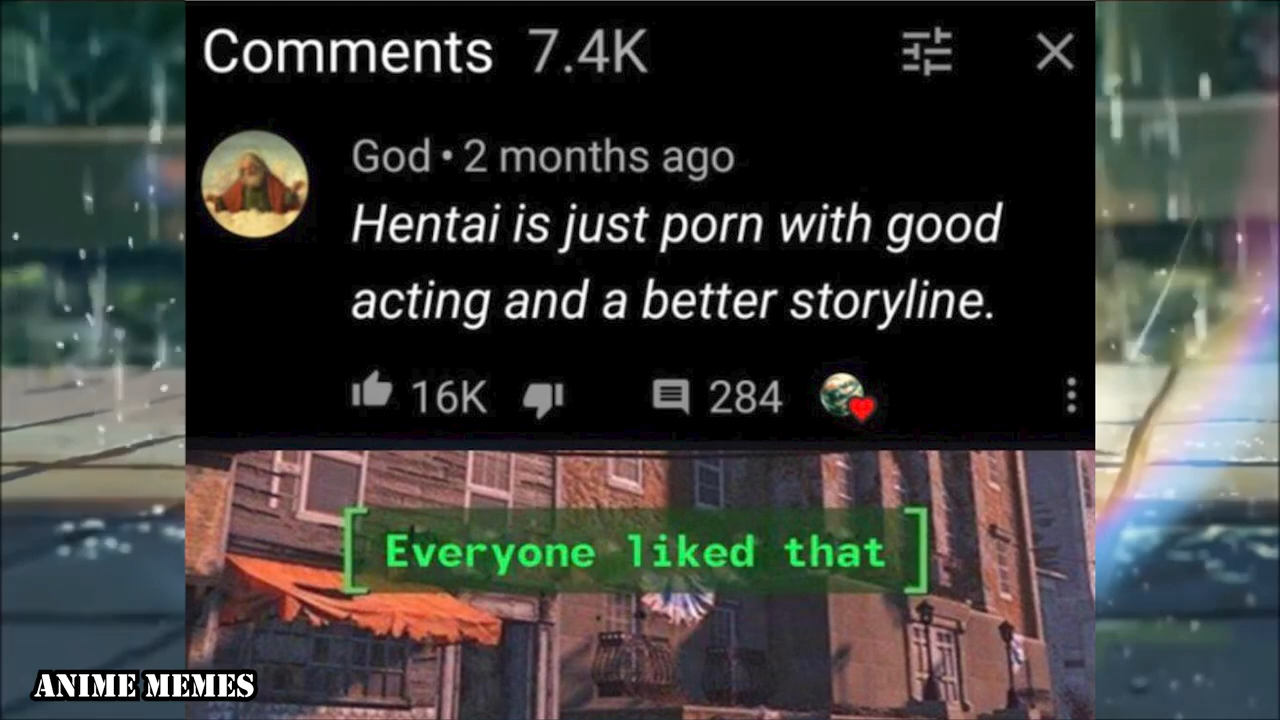 Comments 7.4K
God • 2 months ago
Hentai is just porn with good
acting and a better storyline.
16K 284
[Everyone liked that]
ANIME MEMES